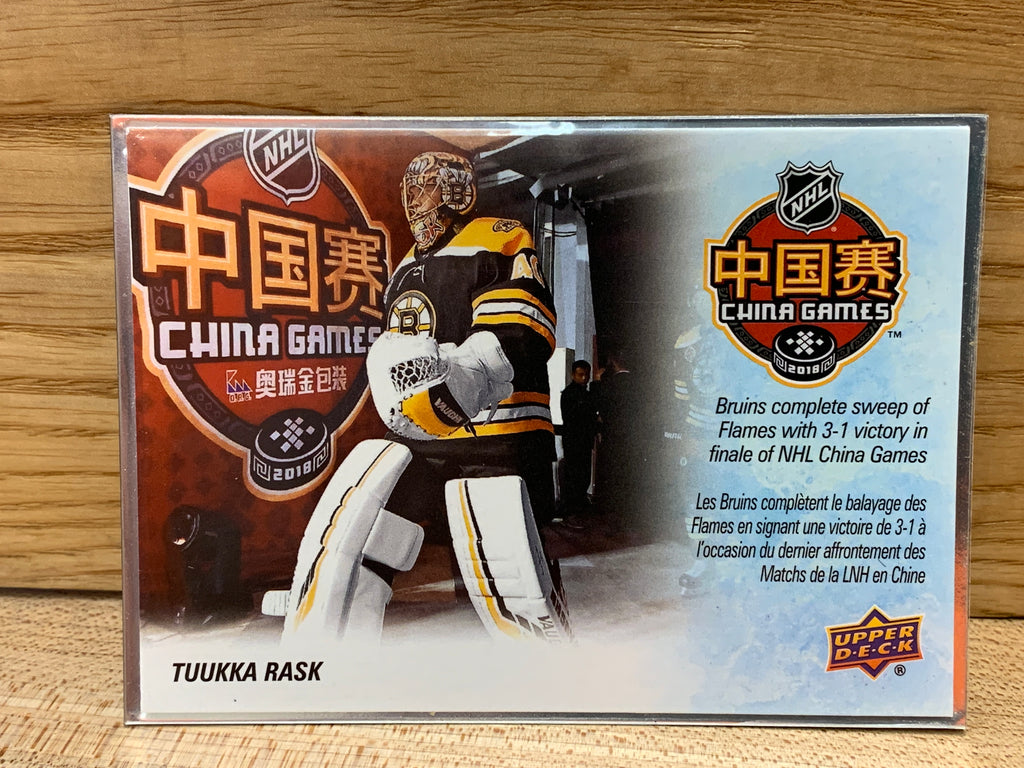 NHL
中国赛
CHINA GAMES
O.R.G.
奥瑞金包装
2018
B
40
B
VAUGHN
TUUKKA RASK
NHL
中国赛
CHINA GAMES
TM
2018
Bruins complete sweep of
Flames with 3-1 victory in
finale of NHL China Games
Les Bruins complètent le balayage des
Flames en signant une victoire de 3-1 à
l'occasion du dernier affrontement des
Matchs de la LNH en Chine
UPPER
D·E·C·K
®